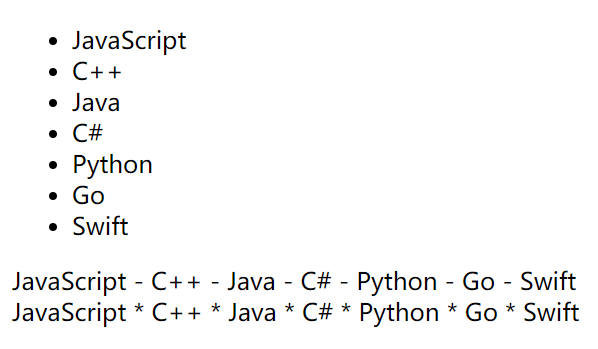 • JavaScript
• C++
• Java
• C#
• Python
• Go
• Swift
JavaScript - C++ - Java - C# - Python - Go - Swift
JavaScript * C++ * Java * C# * Python * Go * Swift